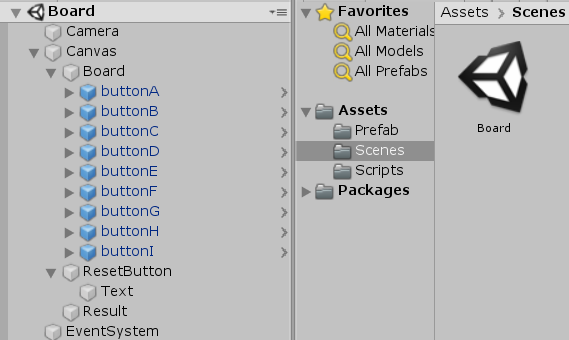 Board
Camera
Canvas
Board
buttonA
buttonB
buttonC
buttonD
buttonE
buttonF
buttonG
buttonH
buttonI
ResetButton
Text
Result
EventSystem
Favorites
All Materials
All Models
All Prefabs
Assets
Prefab
Scenes
Scripts
Packages
Assets > Scenes
Board